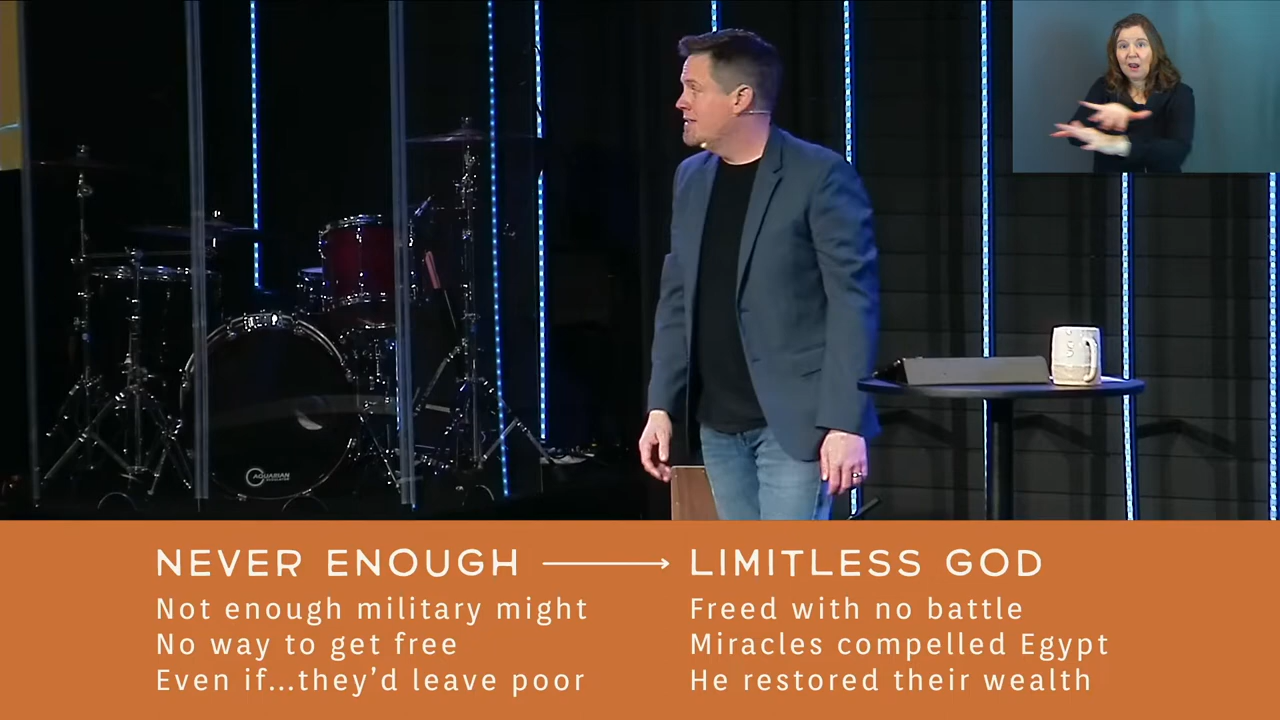 AQUARIAN
NEVER ENOUGH → LIMITLESS GOD
Not enough military might
No way to get free
Even if...they'd leave poor
Freed with no battle
Miracles compelled Egypt
He restored their wealth